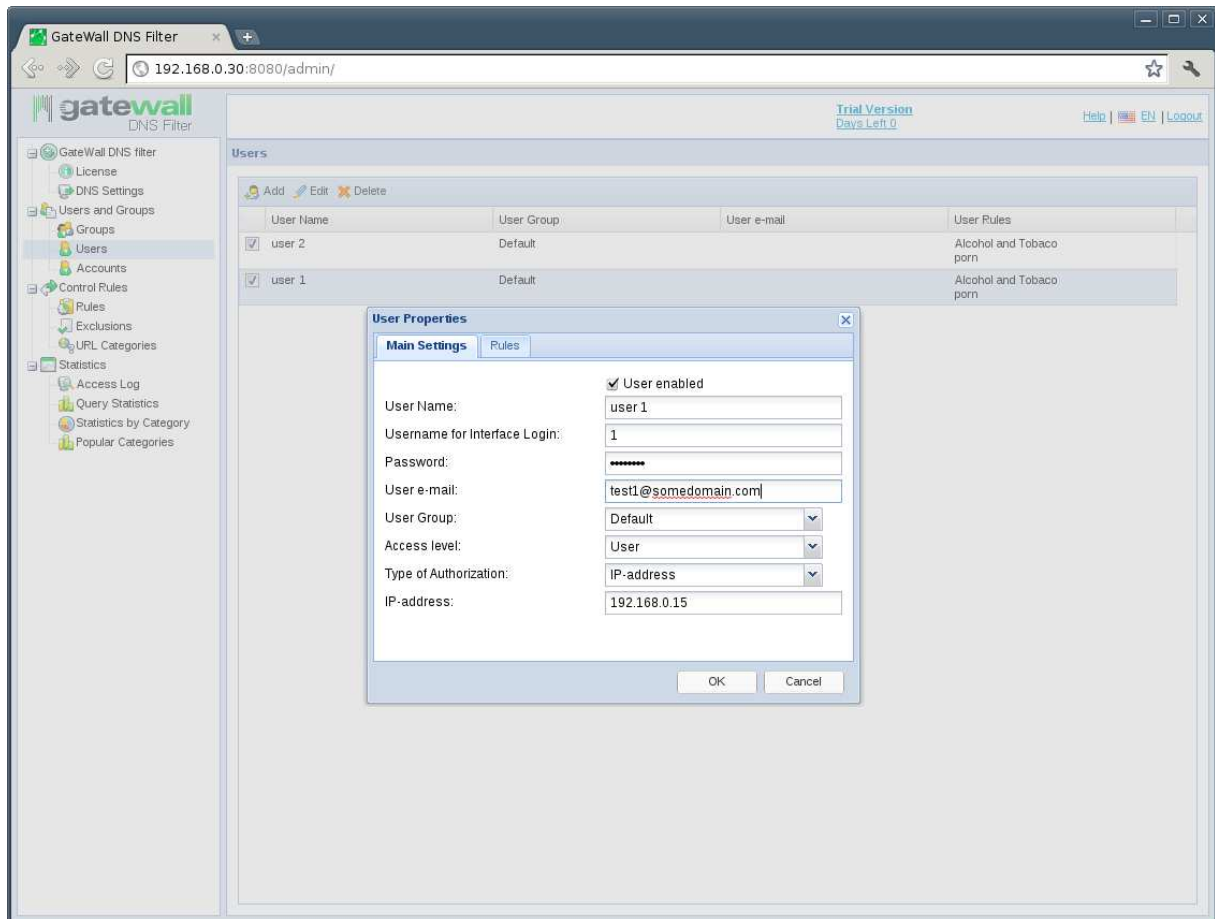 GateWall DNS Filter
192.168.0.30:8080/admin/
gatewall
DNS Filter
Trial Version
Days Left 0
Help | EN | Logout
GateWall DNS filter
License
DNS Settings
Users and Groups
Groups
Users
Accounts
Control Rules
Rules
Exclusions
URL Categories
Statistics
Access Log
Query Statistics
Statistics by Category
Popular Categories
Users
Add Edit Delete
User Name User Group User e-mail User Rules
user 2 Default Alcohol and Tobaco
porn
user 1 Default Alcohol and Tobaco
porn
User Properties
Main Settings Rules
User enabled
User Name: user 1
Username for Interface Login: 1
Password: ••••••••
User e-mail: test1@somedomain.com
User Group: Default
Access level: User
Type of Authorization: IP-address
IP-address: 192.168.0.15
OK Cancel